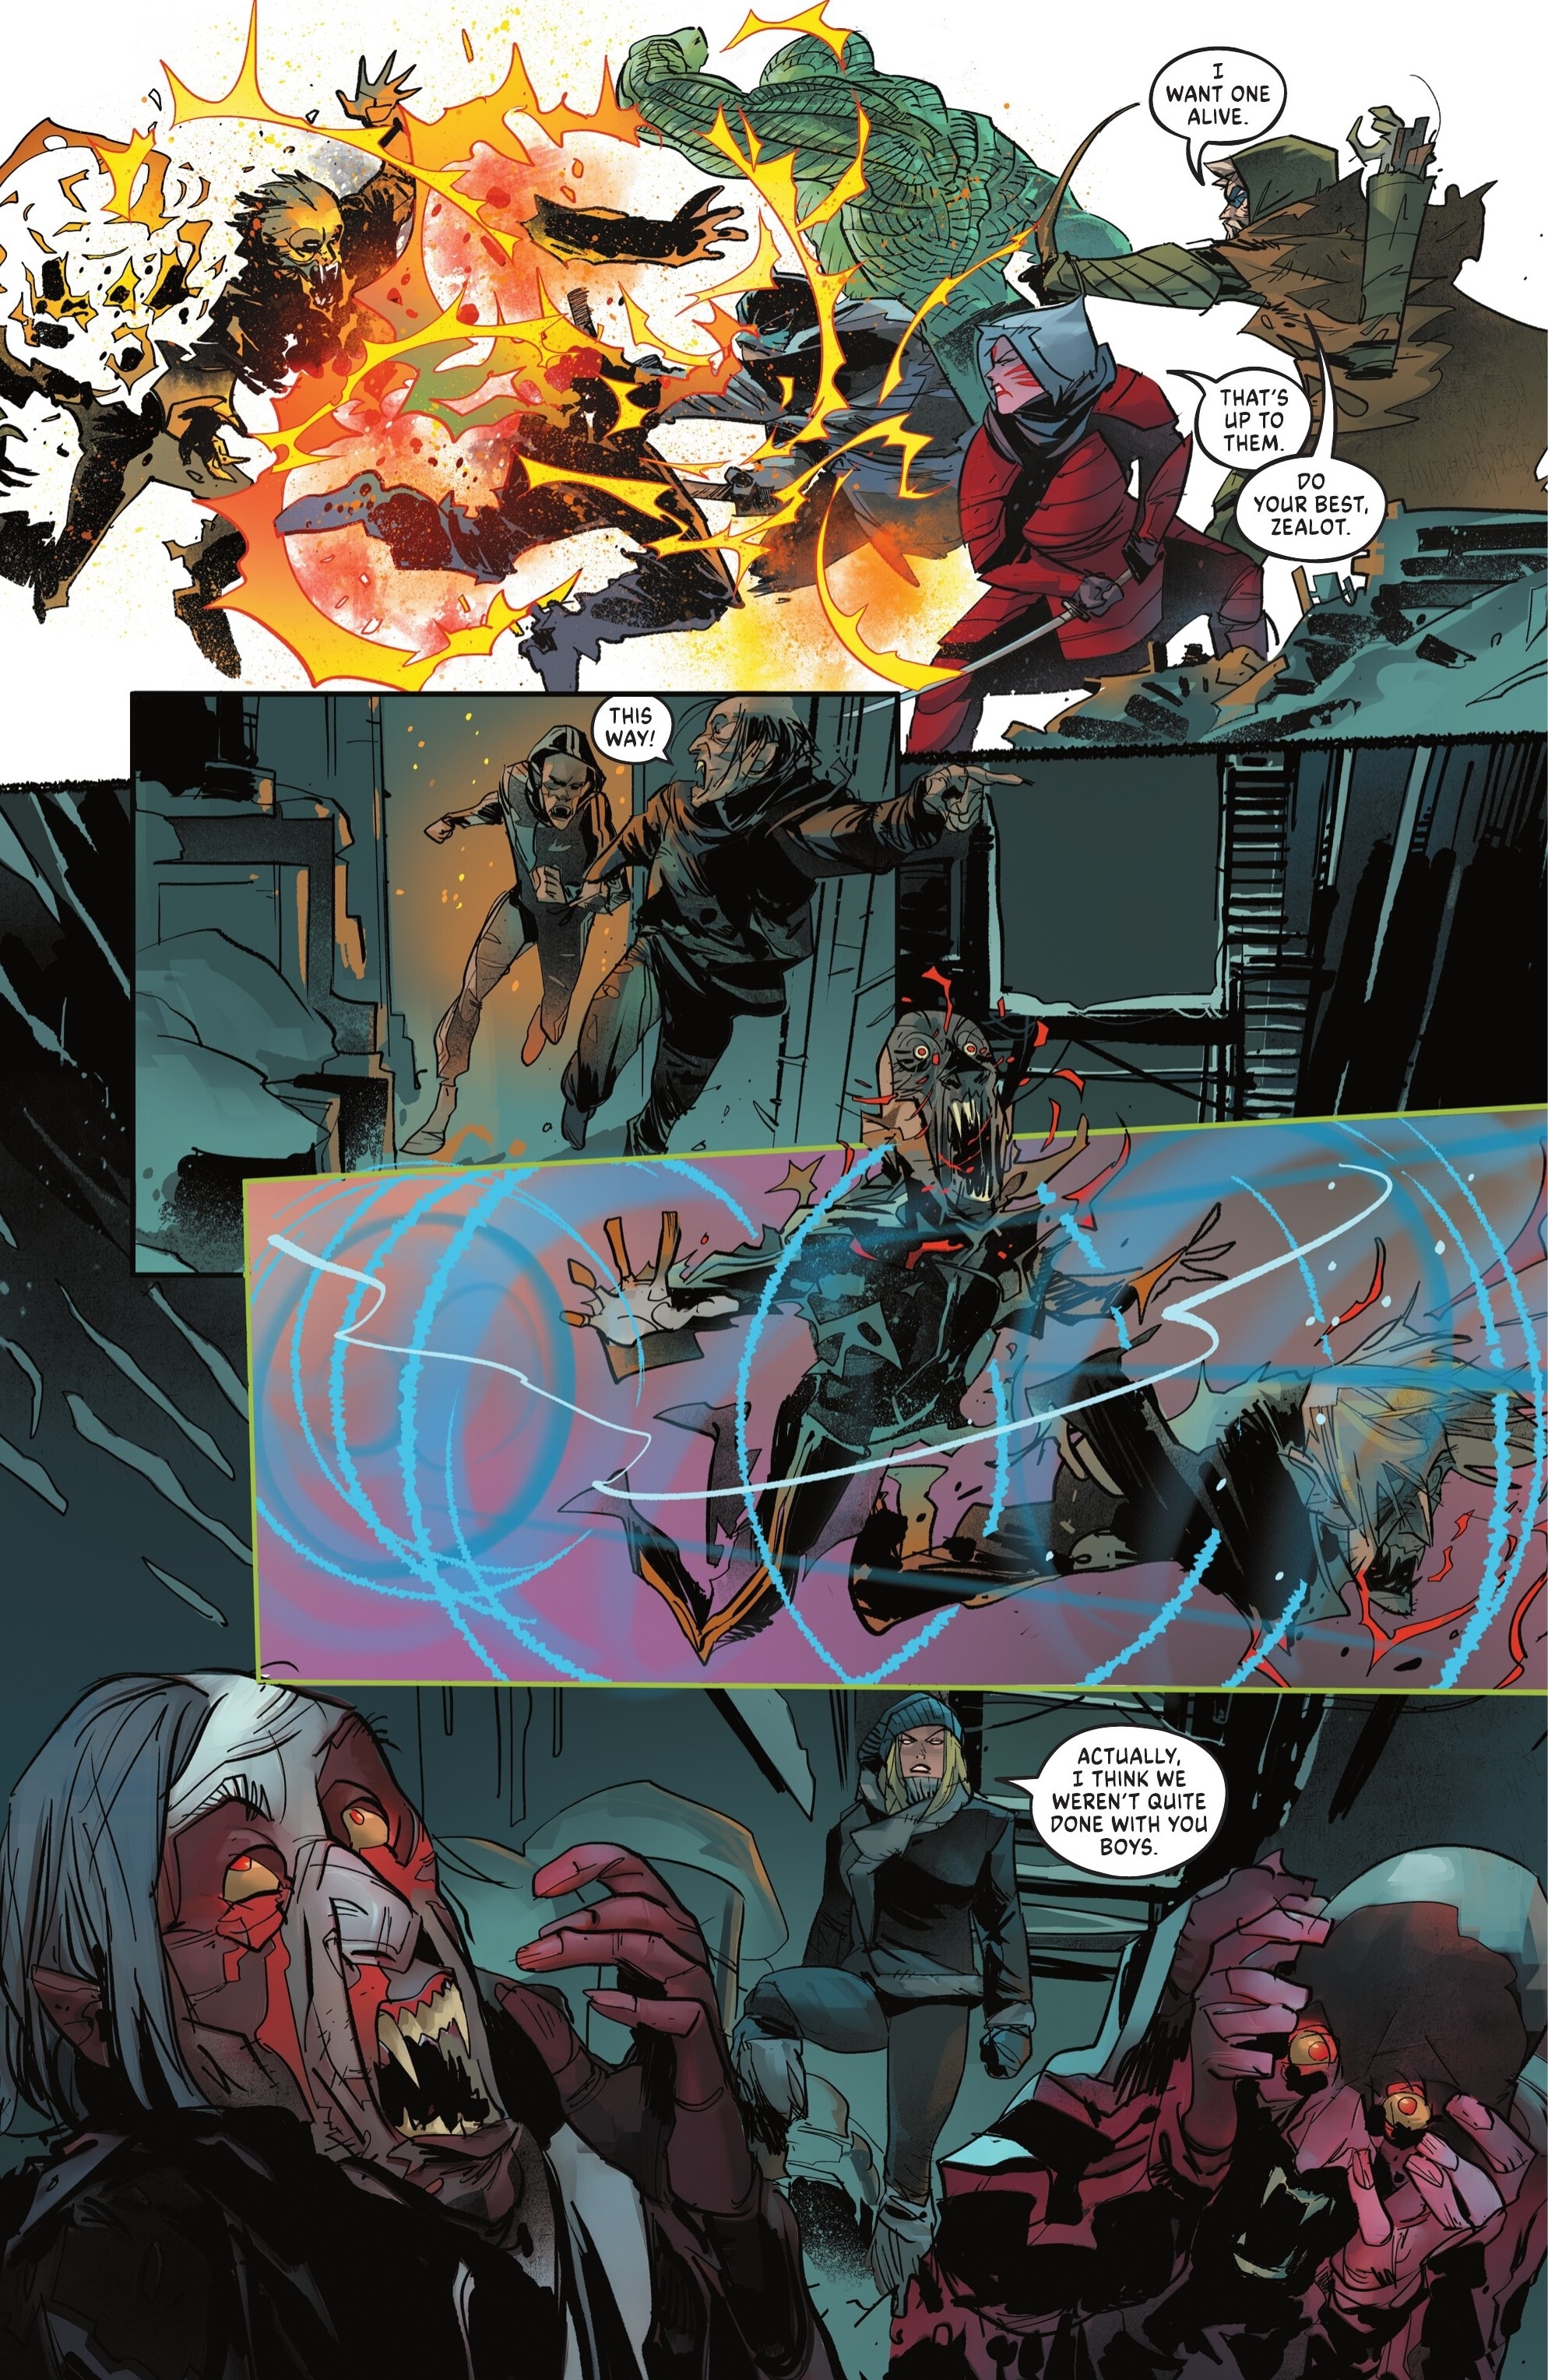 I
WANT ONE
ALIVE.
THAT'S
UP TO
THEM.
DO
YOUR BEST,
ZEALOT.
THIS
WAY!
ACTUALLY,
I THINK WE
WEREN'T QUITE
DONE WITH YOU
BOYS.